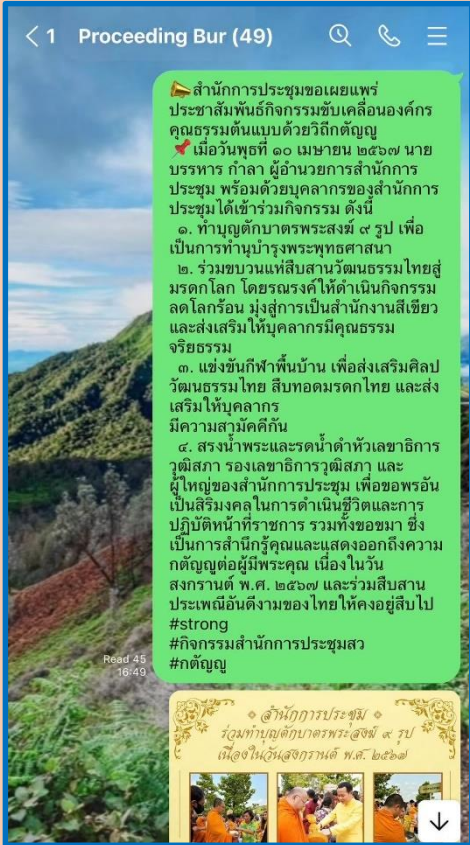 1 Proceeding Bur (49)
สำนักการประชุมขอเผยแพร่
ประชาสัมพันธ์กิจกรรมขับเคลื่อนองค์กร
คุณธรรมต้นแบบด้วยวิถีกตัญญู
เมื่อวันพุธที่ ๑๐ เมษายน ๒๕๖๗ นาย
บรรหาร กำลา ผู้อำนวยการสำนักการ
ประชุม พร้อมด้วยบุคลากรของสำนักการ
ประชุมได้เข้าร่วมกิจกรรม ดังนี้
๑. ทำบุญตักบาตรพระสงฆ์ ๙ รูป เพื่อ
เป็นการทำนุบำรุงพระพุทธศาสนา
๒. ร่วมขบวนแห่สืบสานวัฒนธรรมไทยสู่
มรดกโลก โดยรณรงค์ให้ดำเนินกิจกรรม
ลดโลกร้อน มุ่งสู่การเป็นสำนักงานสีเขียว
และส่งเสริมให้บุคลากรมีคุณธรรม
จริยธรรม
๓. แข่งขันกีฬาพื้นบ้าน เพื่อส่งเสริมศิลป
วัฒนธรรมไทย สืบทอดมรดกไทย และส่ง
เสริมให้บุคลากร
มีความสามัคคีกัน
๔. สรงน้ำพระและรดน้ำดำหัวเลขาธิการ
วุฒิสภา รองเลขาธิการวุฒิสภา และ
ผู้ใหญ่ของสำนักการประชุม เพื่อขอพรอัน
เป็นสิริมงคลในการดำเนินชีวิตและการ
ปฏิบัติหน้าที่ราชการ รวมทั้งขอขมา ซึ่ง
เป็นการสำนึกรู้คุณและแสดงออกถึงความ
กตัญญูต่อผู้มีพระคุณ เนื่องในวัน
สงกรานต์ พ.ศ. ๒๕๖๗ และร่วมสืบสาน
ประเพณีอันดีงามของไทยให้คงอยู่สืบไป
#strong
#กิจกรรมสำนักการประชุมสว
#กตัญญู
Read 45
16:49
สำนักการประชุม
ร่วมทำบุญตักบาตรพระสงฆ์ ๙ รูป
เนื่องในวันสงกรานต์ พ.ศ. ๒๕๖๗